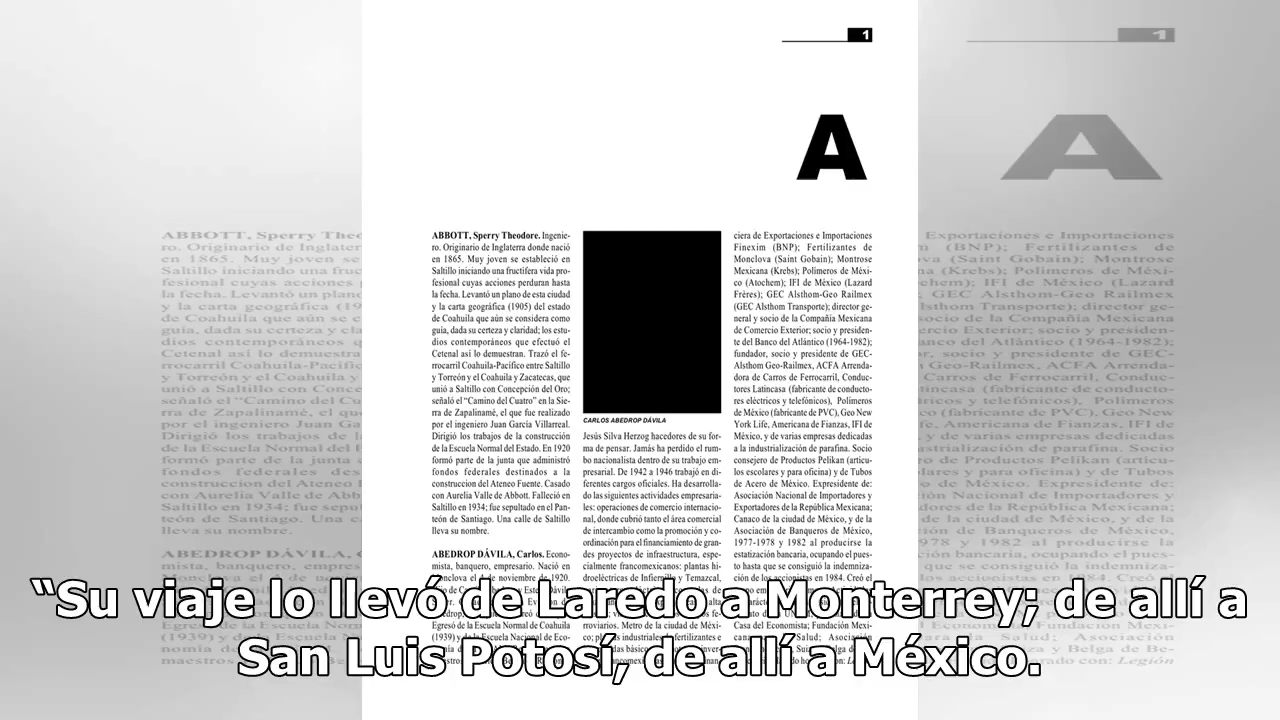 1
A
ABBOTT, Sperry Theodore. Ingenie-
ro. Originario de Inglaterra donde nació
en 1865. Muy joven se estableció en
Saltillo iniciando una fructífera vida pro-
fesional cuyas acciones perduran hasta
la fecha. Levantó un plano de esta ciudad
y la carta geográfica (1905) del estado
de Coahuila que aún se considera como
guía, dada su certeza y claridad; los estu-
dios contemporáneos que efectuó el
Cetenal así lo demuestran. Trazó el fe-
rrocarril Coahuila-Pacífico entre Saltillo
y Torreón y el Coahuila y Zacatecas, que
unió a Saltillo con Concepción del Oro;
señaló el “Camino del Cuatro” en la Sie-
rra de Zapalinamé, el que fue realizado
por el ingeniero Juan García Villarreal.
Dirigió los trabajos de la construcción
de la Escuela Normal del Estado. En 1920
formó parte de la junta que administró
fondos federales destinados a la
construccion del Ateneo Fuente. Casado
con Aurelia Valle de Abbott. Falleció en
Saltillo en 1934; fue sepultado en el Pan-
teón de Santiago. Una calle de Saltillo
lleva su nombre.
ABEDROP DÁVILA, Carlos. Econo-
mista, banquero, empresario. Nació en
Monclova el de noviembre de 1920.
CARLOS ABEDROP DÁVILA
Jesús Silva Herzog hacedores de su for-
ma de pensar. Jamás ha perdido el rum-
bo nacionalista dentro de su trabajo em-
presarial. De 1942 a 1946 trabajó en di-
ferentes cargos oficiales. Ha desarrolla-
do las siguientes actividades empresaria-
les: operaciones de comercio internacio-
nal, donde cubrió tanto el área comercial
de intercambio como la promoción y co-
ordinación para el financiamiento de gran-
des proyectos de infraestructura, espe-
cialmente francomexicanos: plantas hi-
droeléctricas de Infiernillo y Temazcal,
ciera de Exportaciones e Importaciones
Finexim (BNP); Fertilizantes de
Monclova (Saint Gobain); Montrose
Mexicana (Krebs); Polimeros de Méxi-
co (Atochem); IFI de México (Lazard
Frères); GEC Alsthom-Geo Railmex
(GEC Alsthom Transporte); director ge-
neral y socio de la Compañía Mexicana
de Comercio Exterior; socio y presiden-
te del Banco del Atlántico (1964-1982);
fundador, socio y presidente de GEC-
Alsthom Geo-Railmex, ACFA Arrenda-
dora de Carros de Ferrocarril, Conduc-
tores Latincasa (fabricante de conducto-
res eléctricos y telefónicos), Polímeros
de México (fabricante de PVC), Geo New
York Life, Americana de Fianzas, IFI de
México, y de varias empresas dedicadas
a la industrialización de parafina. Socio
consejero de Productos Pelikan (artícu-
los escolares y para oficina) y de Tubos
de Acero de México. Expresidente de:
Asociación Nacional de Importadores y
Exportadores de la República Mexicana;
Canaco de la ciudad de México, y de la
Asociación de Banqueros de México,
1977-1978 y 1982 al producirse la
estatización bancaria, ocupando el pues-
to hasta que se consiguió la indemniza-
ción de los accionistas en 1984. Creó el
“Su viaje lo llevó de Laredo a Monterrey; de allí a
San Luis Potosí, de allí a México.